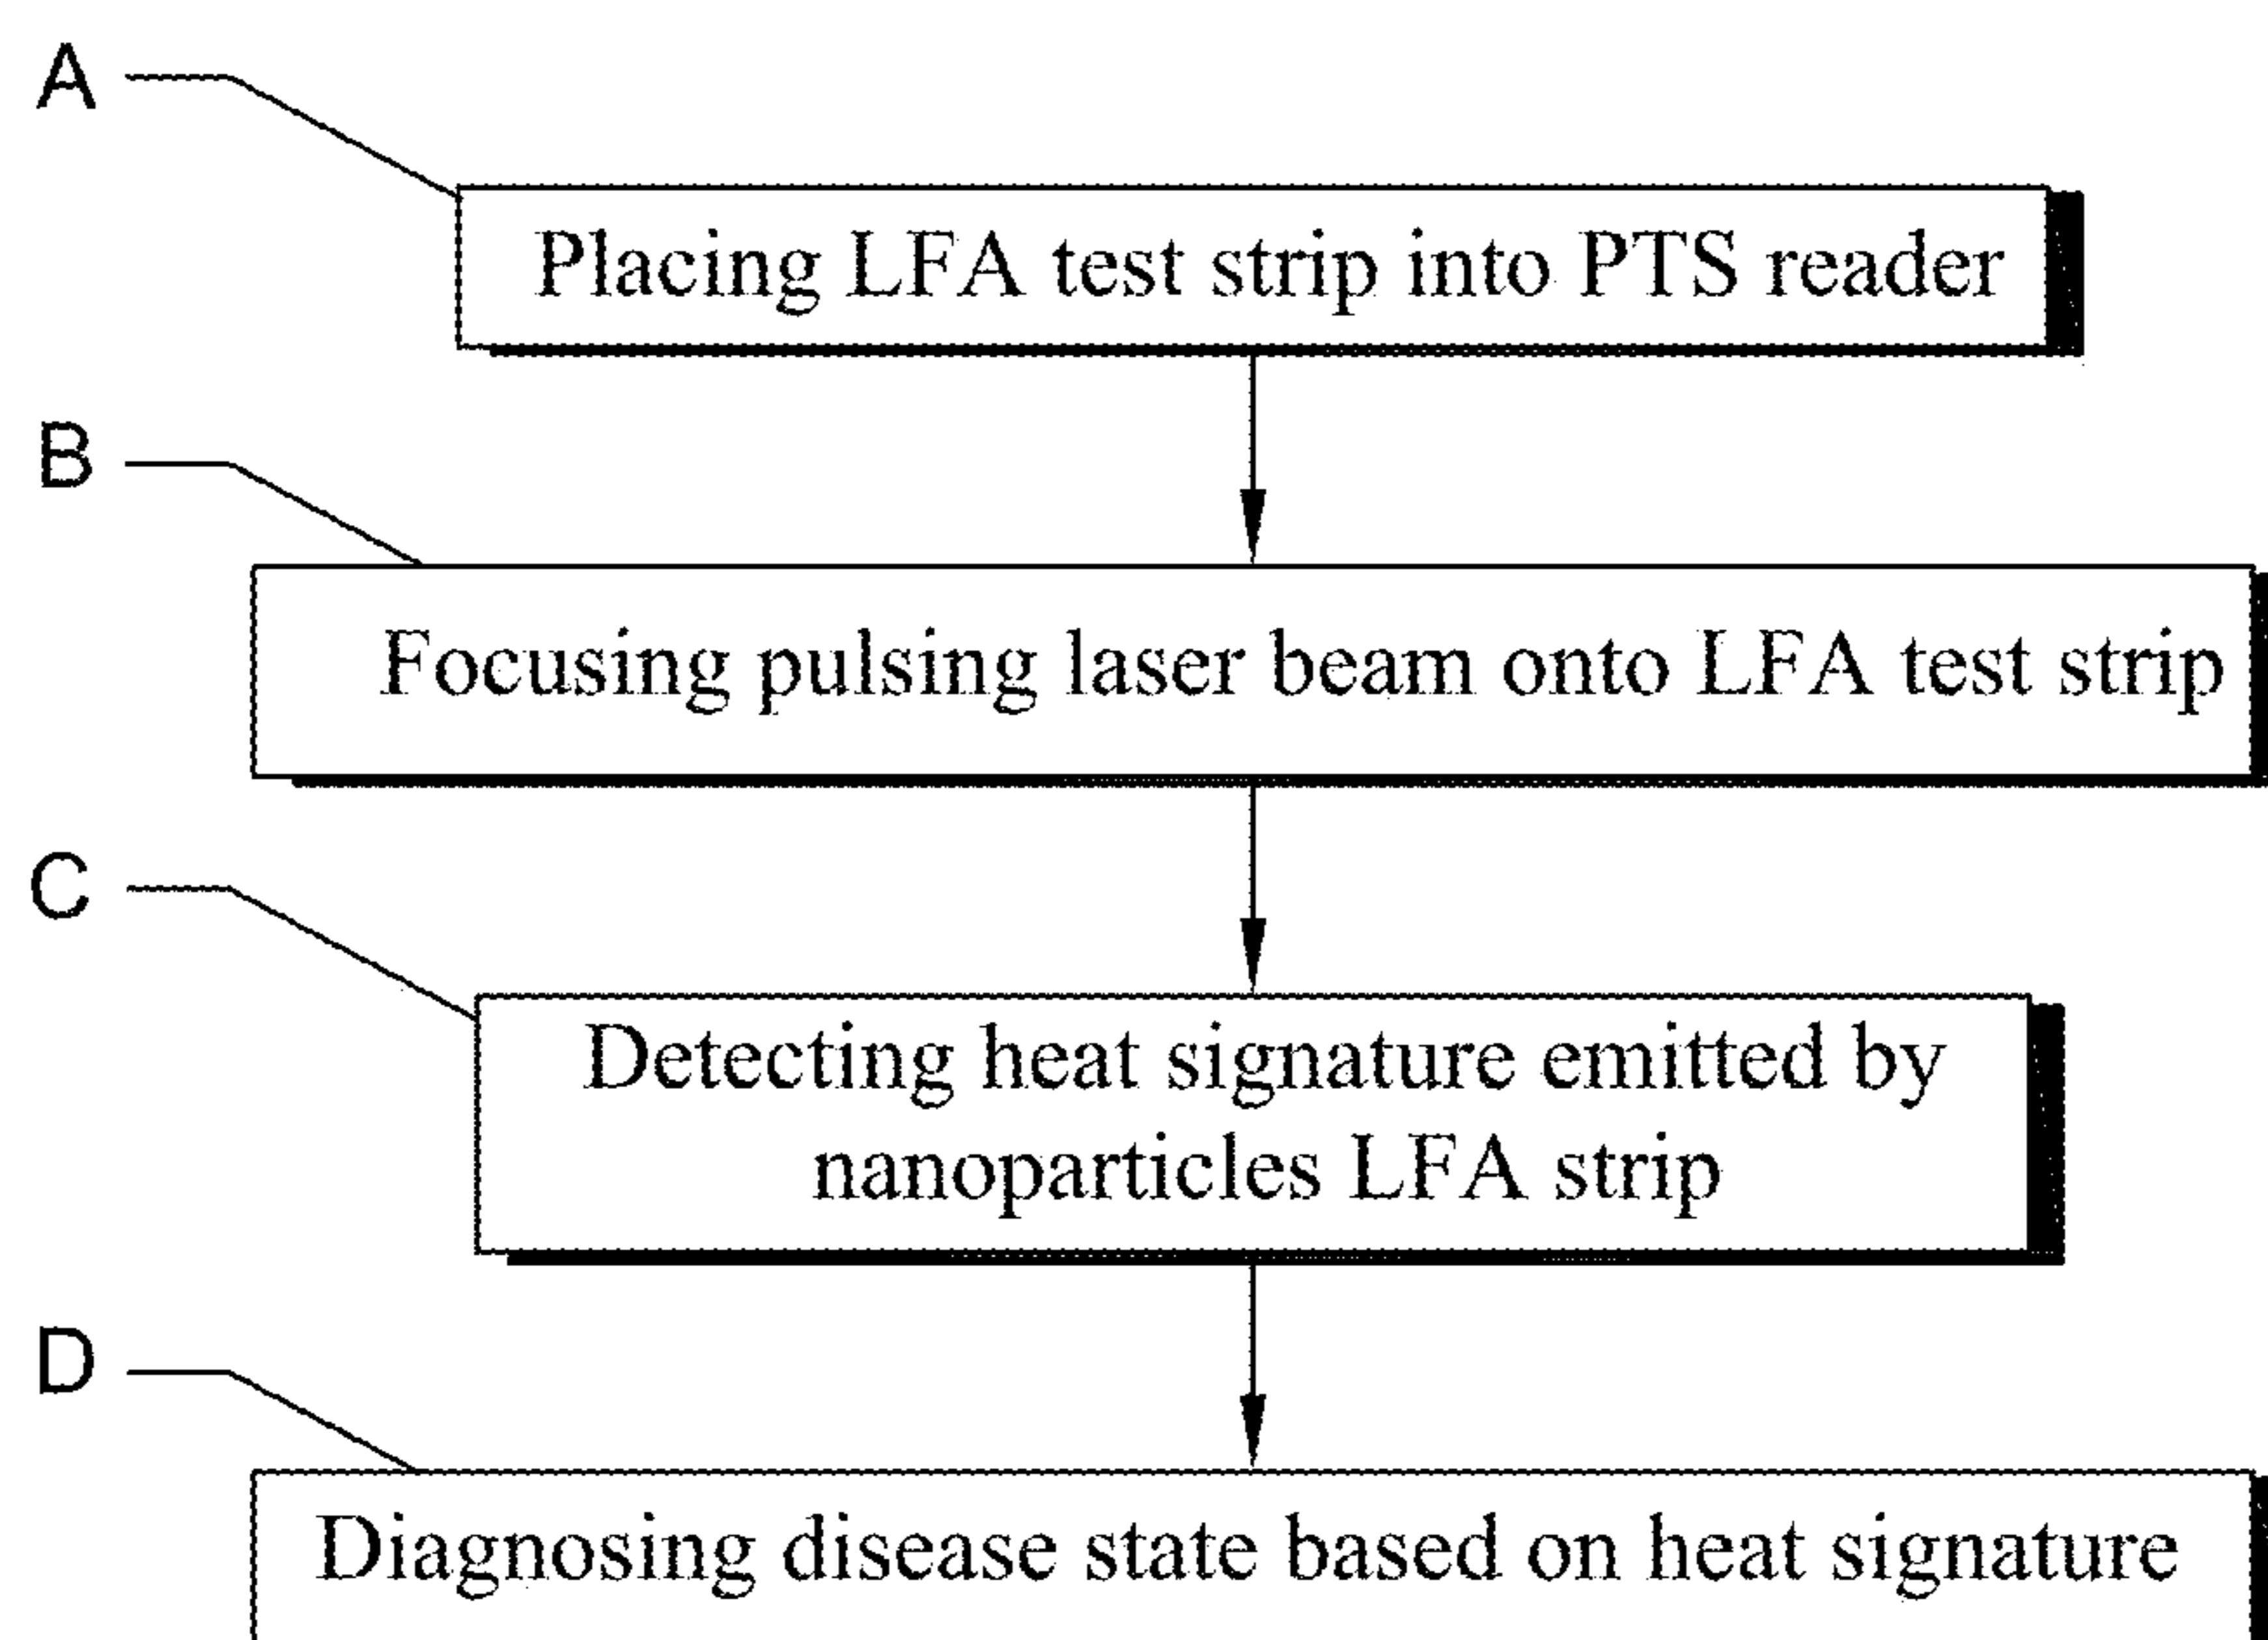 A
Placing LFA test strip into PTS reader
B
Focusing pulsing laser beam onto LFA test strip
C
Detecting heat signature emitted by
nanoparticles LFA strip
D
Diagnosing disease state based on heat signature